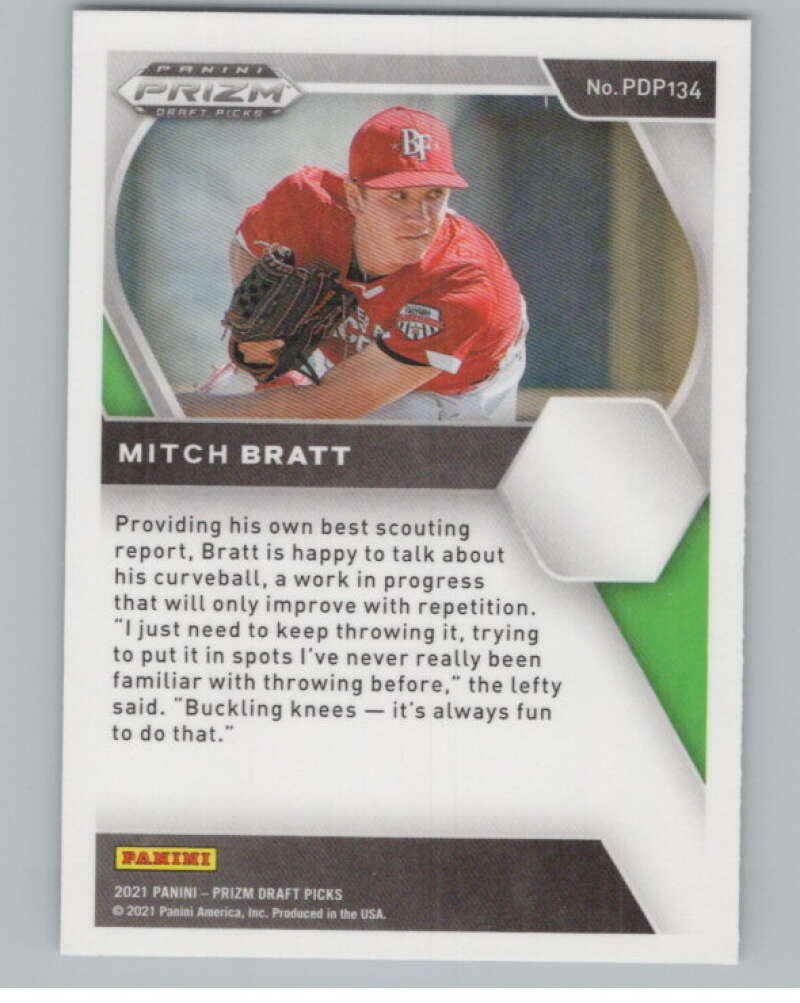 PANINI
PRIZM
DRAFT PICKS
No. PDP134
BF
MITCH BRATT
Providing his own best scouting
report, Bratt is happy to talk about
his curveball, a work in progress
that will only improve with repetition.
“I just need to keep throwing it, trying
to put it in spots I’ve never really been
familiar with throwing before,” the lefty
said. “Buckling knees — it’s always fun
to do that.”
PANINI
2021 PANINI – PRIZM DRAFT PICKS
© 2021 Panini America, Inc. Produced in the USA.